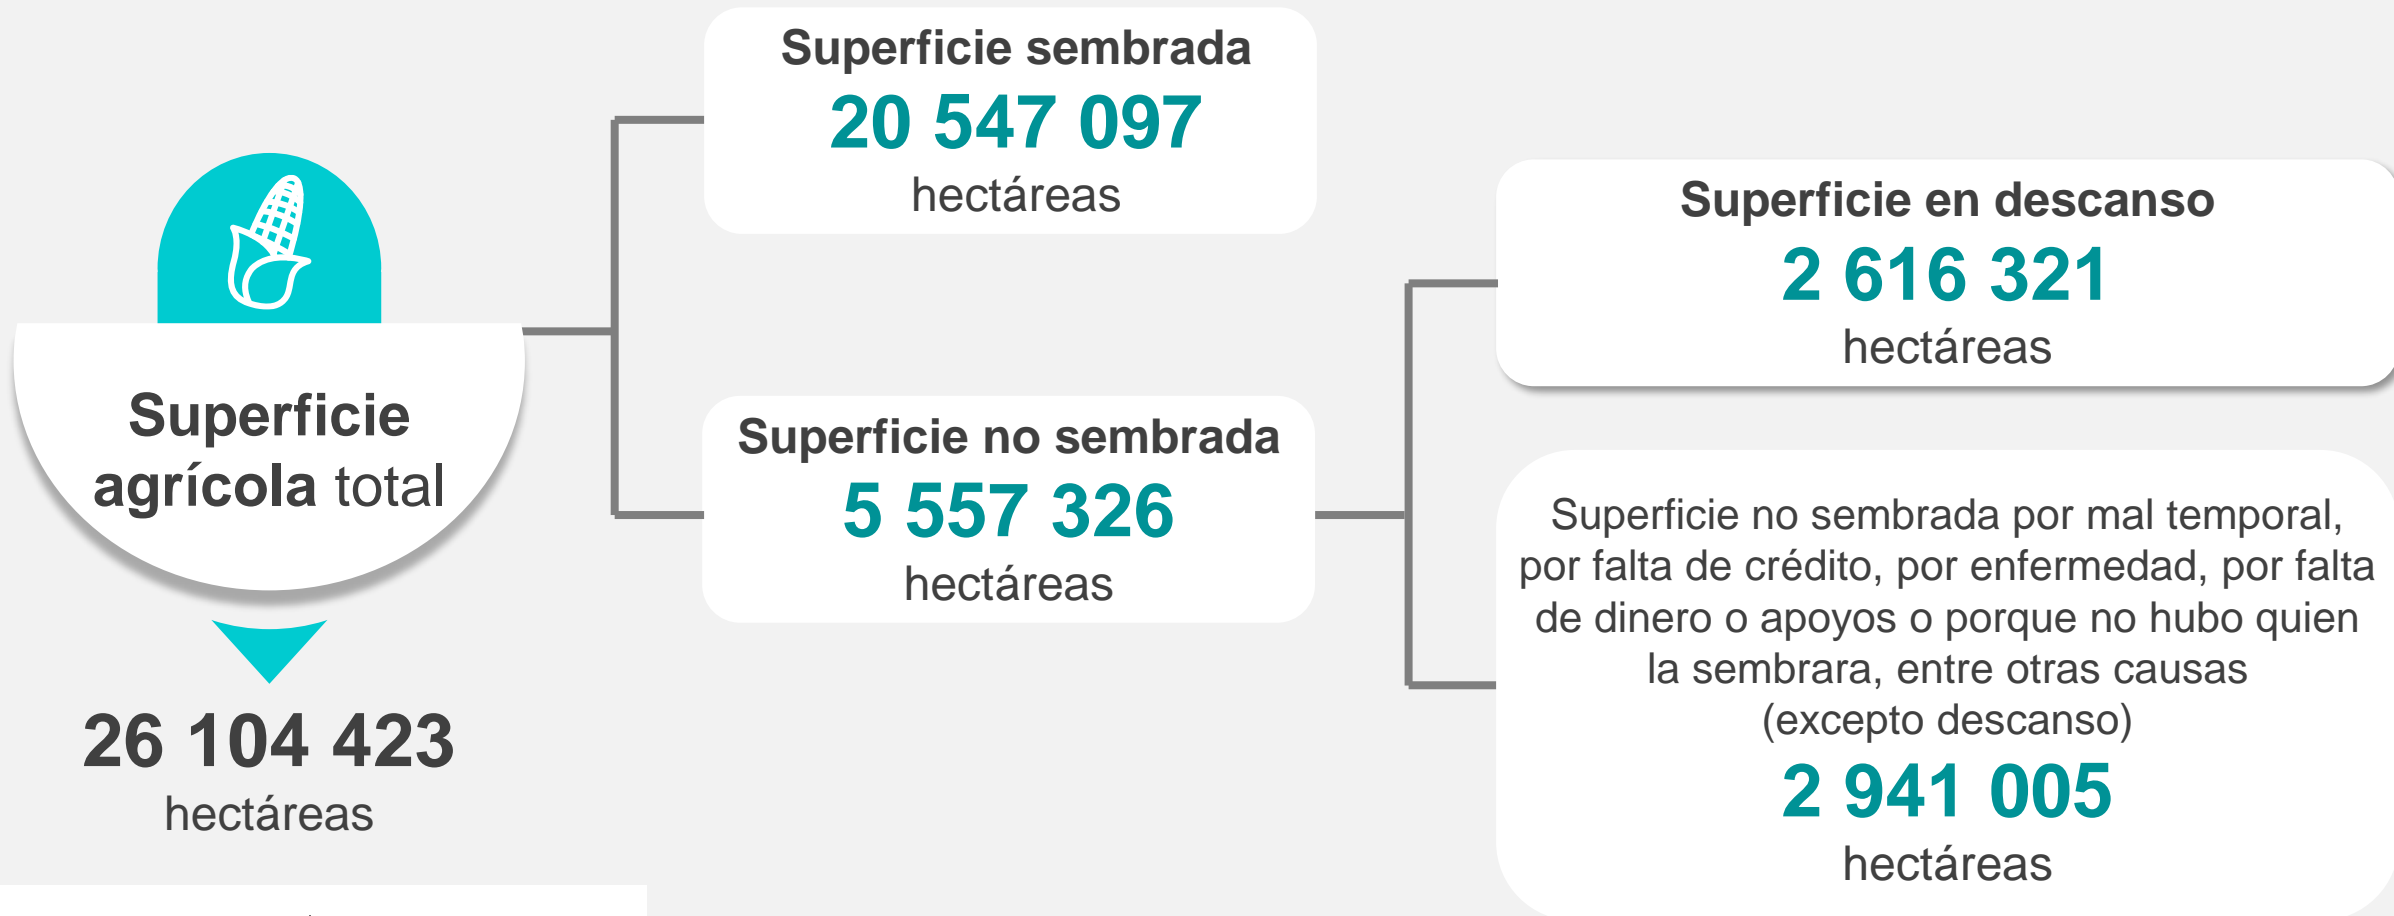 Superficie
agrícola total
26 104 423
hectáreas
Superficie sembrada
20 547 097
hectáreas
Superficie no sembrada
5 557 326
hectáreas
Superficie en descanso
2 616 321
hectáreas
Superficie no sembrada por mal temporal,
por falta de crédito, por enfermedad, por falta
de dinero o apoyos o porque no hubo quien
la sembrara, entre otras causas
(excepto descanso)
2 941 005
hectáreas